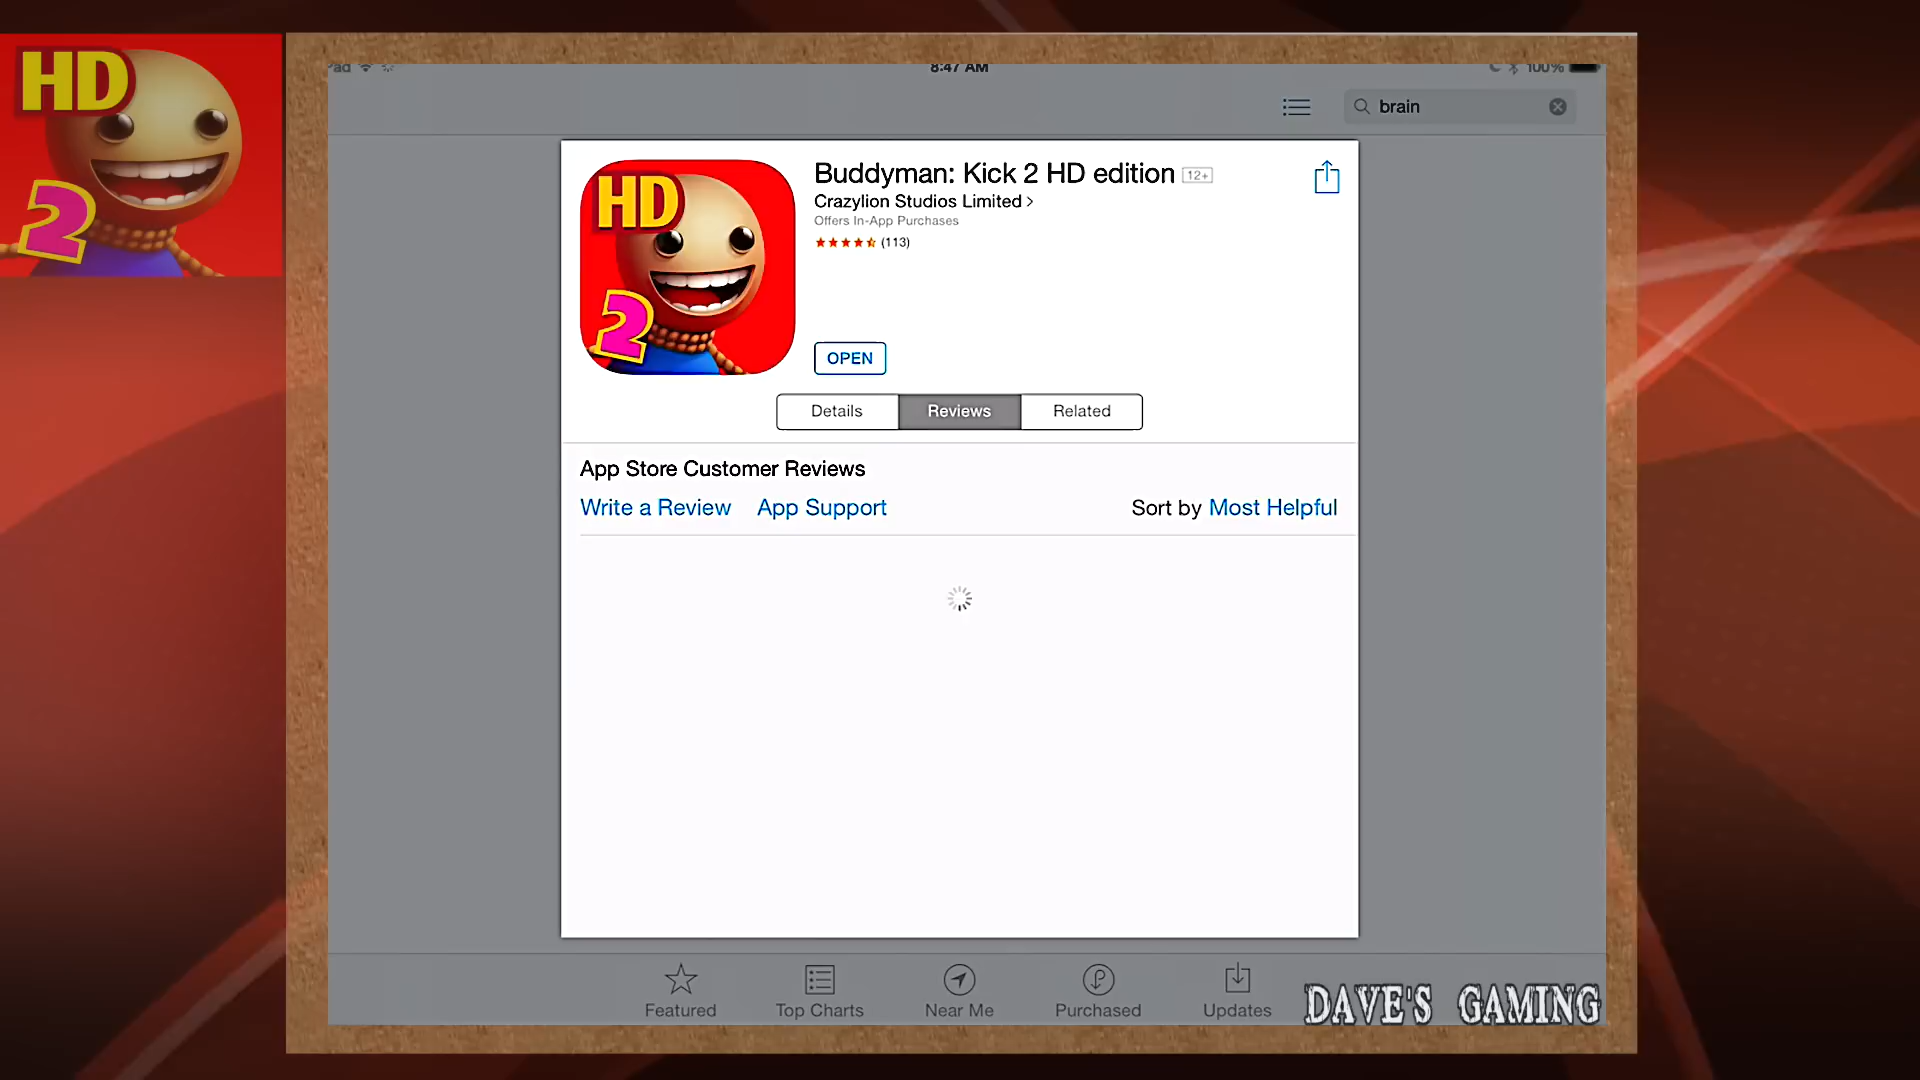 HD
2
8:47 AM
100%
brain
HD
2
Buddyman: Kick 2 HD edition 12+
Crazylion Studios Limited >
Offers In-App Purchases
(113)
OPEN
Details Reviews Related
App Store Customer Reviews
Write a Review App Support Sort by Most Helpful
Featured Top Charts Near Me Purchased Updates
DAVE'S GAMING